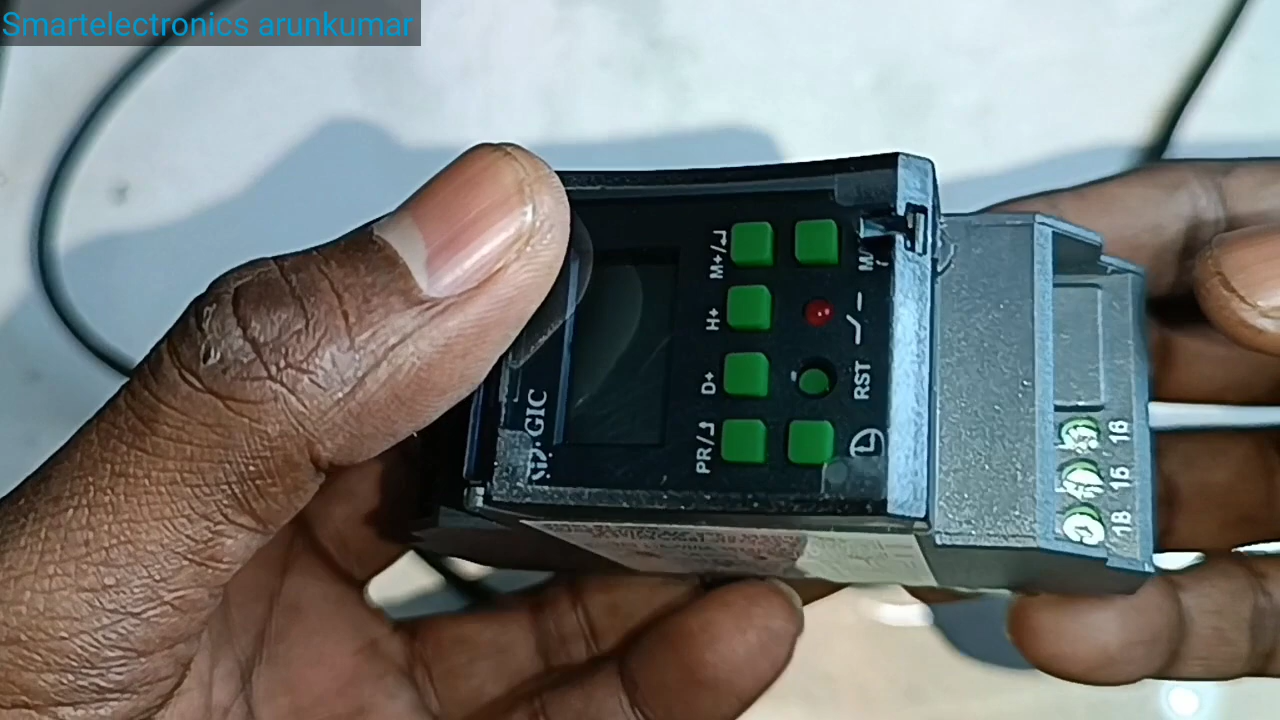 Smartelectronics arunkumar
GIC
M+/↲
H+
D+
PR/
RST
16
15
18